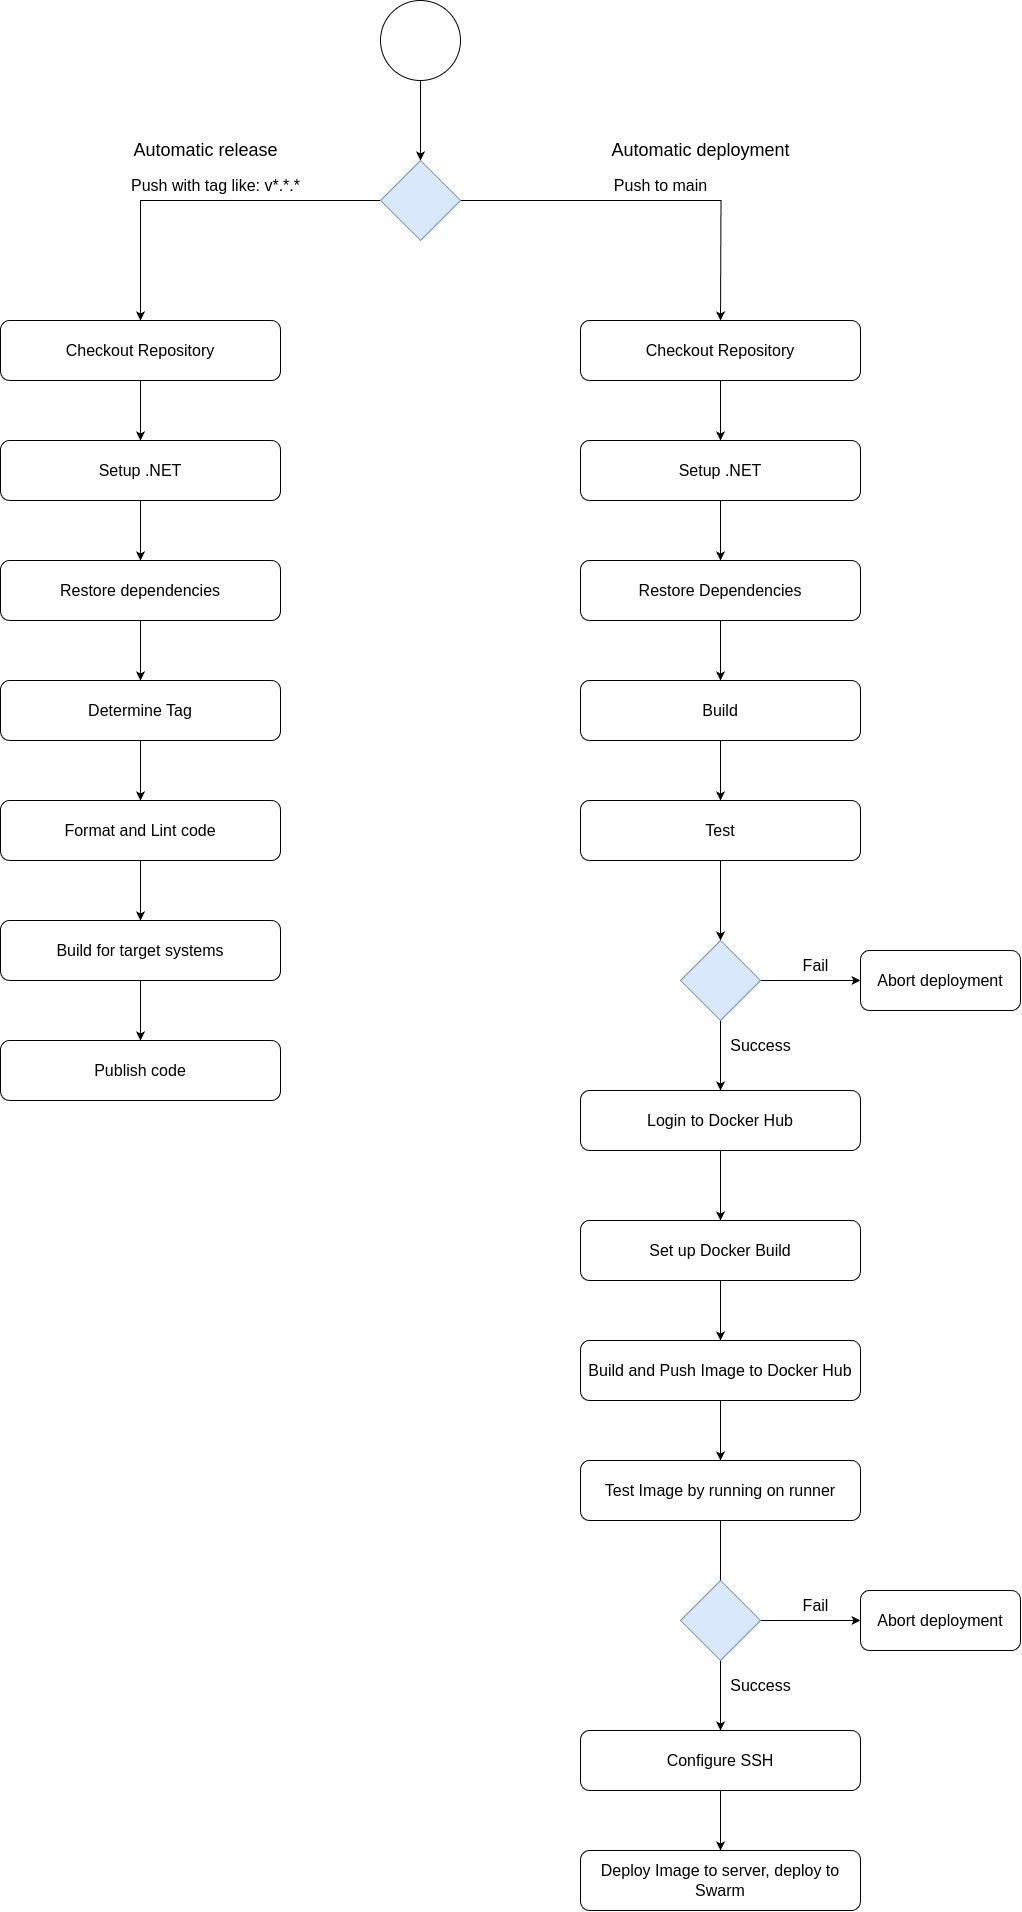 Automatic release
Automatic deployment
Push with tag like: v*.*.*
Push to main
Checkout Repository
Setup .NET
Restore dependencies
Determine Tag
Format and Lint code
Build for target systems
Publish code
Checkout Repository
Setup .NET
Restore Dependencies
Build
Test
Fail
Abort deployment
Success
Login to Docker Hub
Set up Docker Build
Build and Push Image to Docker Hub
Test Image by running on runner
Fail
Abort deployment
Success
Configure SSH
Deploy Image to server, deploy to
Swarm